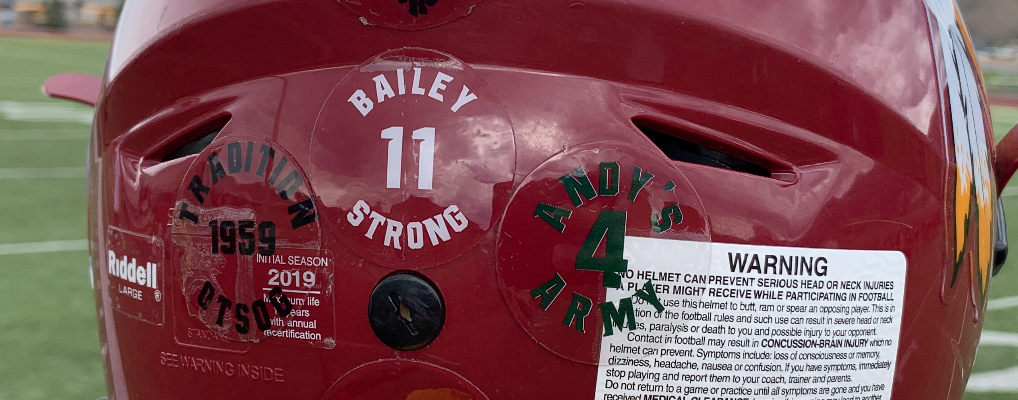 BAILEY
11
STRONG
TRADITION
1959
OTSOY
ANDY'S
4
ARMY
Riddell
LARGE
INITIAL SEASON
2019
Maximum life
years
with annual
recertification
SEE WARNING INSIDE
WARNING
NO HELMET CAN PREVENT SERIOUS HEAD OR NECK INJURIES
A PLAYER MIGHT RECEIVE WHILE PARTICIPATING IN FOOTBALL
use this helmet to butt, ram or spear an opposing player. This is in
of the football rules and such use can result in severe head or neck
paralysis or death to you and possible injury to your opponent.
Contact in football may result in CONCUSSION-BRAIN INJURY which no
helmet can prevent. Symptoms include: loss of consciousness or memory,
dizziness, headache, nausea or confusion. If you have symptoms, immediately
stop playing and report them to your coach, trainer and parents.
Do not return to a game or practice until all symptoms are gone and you have
received MEDICAL CLEARANCE